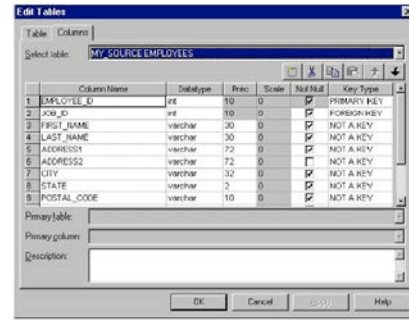 Edit Tables
Table Columns
Select table: MY_SOURCE EMPLOYEES
Column Name Datatype Prec Scale Not Null Key Type
1 EMPLOYEE_ID int 10 0 PRIMARY KEY
2 JOB_ID int 10 0 FOREIGN KEY
3 FIRST_NAME varchar 30 0 NOT A KEY
4 LAST_NAME varchar 30 0 NOT A KEY
5 ADDRESS1 varchar 72 0 NOT A KEY
6 ADDRESS2 varchar 72 0 NOT A KEY
7 CITY varchar 32 0 NOT A KEY
8 STATE varchar 2 0 NOT A KEY
9 POSTAL_CODE varchar 10 0 NOT A KEY
Primary table:
Primary column:
Description:
OK Cancel Apply Help